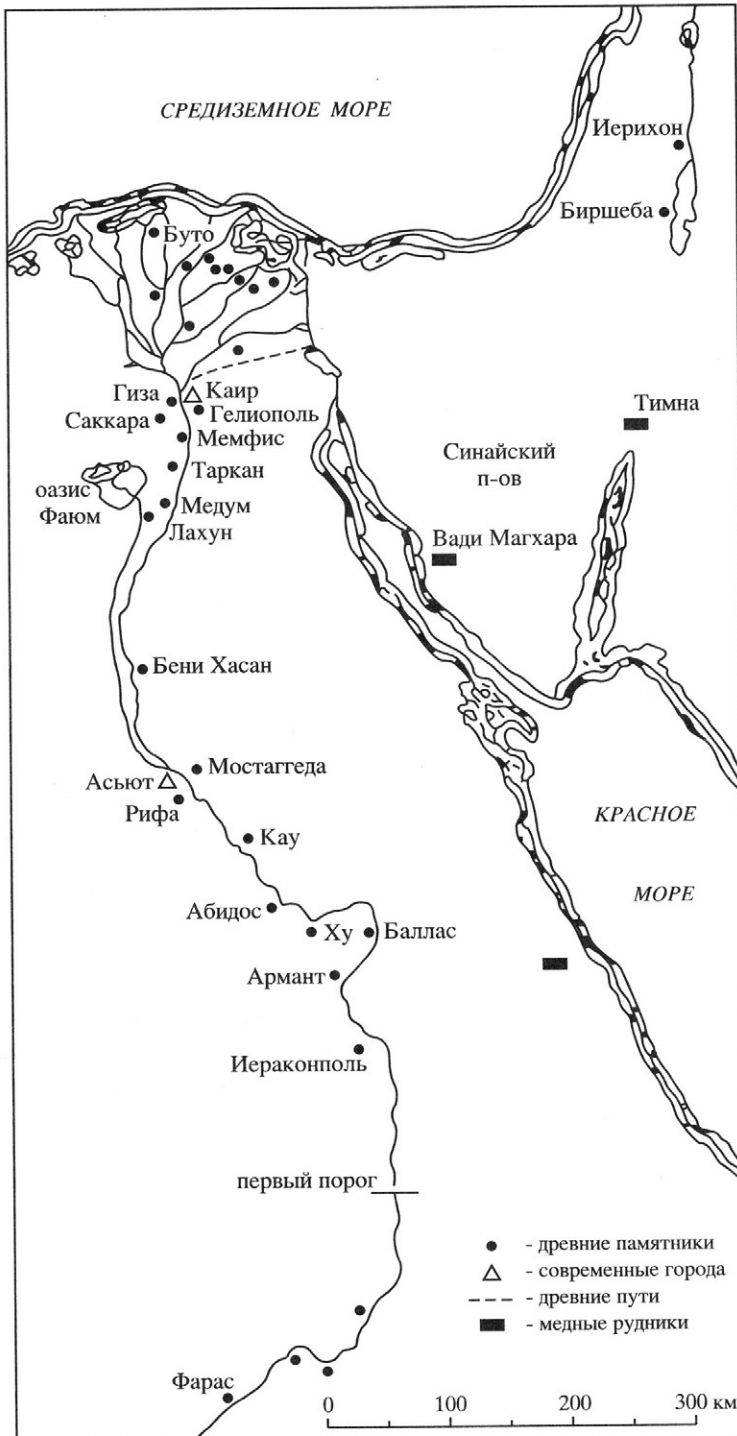 СРЕДИЗЕМНОЕ МОРЕ
Иерихон
Биршеба
Буто
Гиза
Каир
Гелиополь
Саккара
Мемфис
Тимна
Синайский
п-ов
Таркан
оазис
Фаюм
Медум
Лахун
Вади Магхара
Бени Хасан
Мостаггеда
Асьют
Рифа
КРАСНОЕ
МОРЕ
Кау
Абидос
Ху
Баллас
Армант
Иераконполь
первый порог
- древние памятники
- современные города
- древние пути
- медные рудники
Фарас
0 100 200 300 км